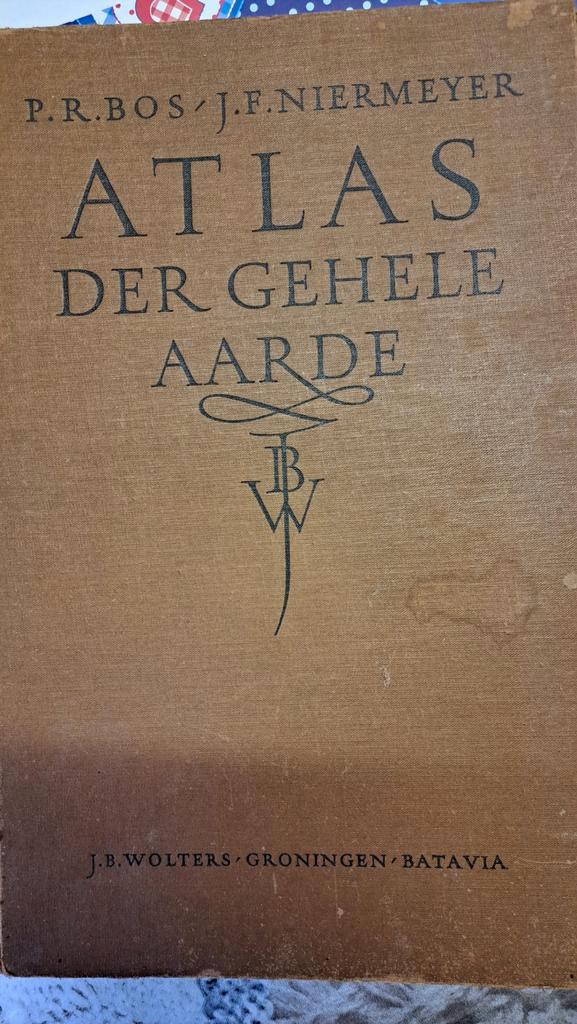 P.R.BOS ‐ J.F.NIERMEYER
ATLAS
DER GEHELE
AARDE
JBW
J.B.WOLTERS ‐ GRONINGEN ‐ BATAVIA